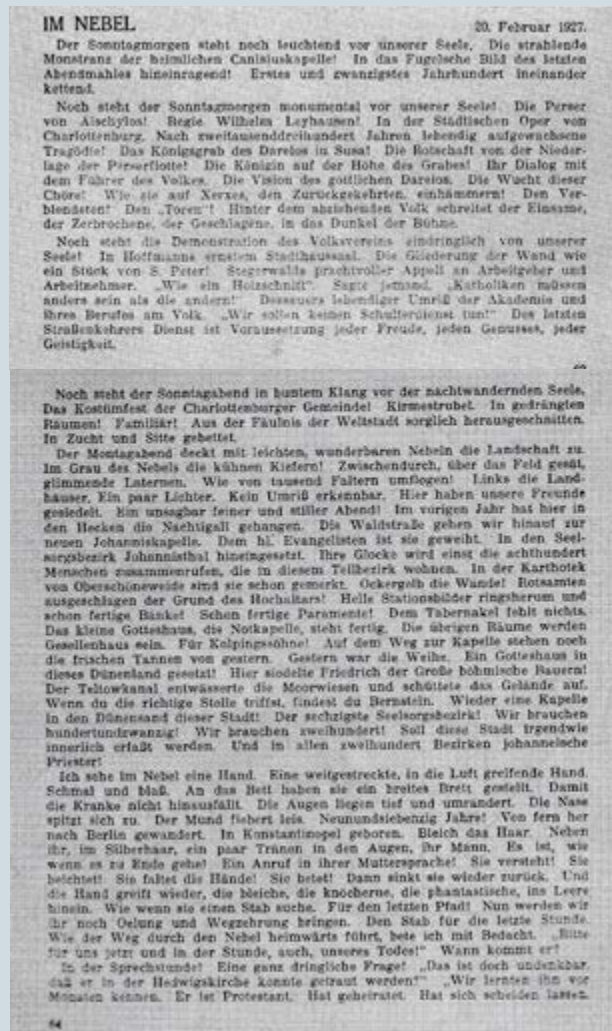 IM NEBEL
20. Februar 1927.
Der Sonntagmorgen steht noch leuchtend vor unserer Seele. Die strahlende
Monstranz der heimlichen Canisiuskapelle! In das Fugelsche Bild des letzten
Abendmahles hineinragend! Erstes und zwanzigstes Jahrhundert ineinander
kettend.
Noch steht der Sonntagmorgen monumental vor unserer Seele! Die Perser
von Aischylos! Regie Wilhelm Leyhausen! In der Städtischen Oper von
Charlottenburg. Nach zweitausenddreihundert Jahren lebendig aufgewachsene
Tragödie! Das Königsgrab des Dareios in Susa! Die Botschaft von der Nieder-
lage der Perserflotte! Die Königin auf der Höhe des Grabes! Ihr Dialog mit
dem Führer des Volkes. Die Vision des göttlichen Dareios. Die Wucht dieser
Chöre! Wie sie auf Xerxes, den Zurückgekehrten, einhämmern! Den Ver-
blendeten! Den „Toren“! Hinter dem abziehenden Volk schreitet der Einsame,
der Zerbrochene, der Geschlagene, in das Dunkel der Bühne.
Noch steht die Demonstration des Volksvereins eindringlich von unserer
Seele! In Hoffmanns ernstem Stadthaussaal. Die Gliederung der Wand wie
ein Stück von S. Peter! Stegerwalds prachtvoller Appell an Arbeitgeber und
Arbeitnehmer. „Wie ein Holzschnitt“. Sagte jemand. „Katholiken müssen
anders sein als die andern!“ Dessauers lebendiger Umriß der Akademie und
ihres Berufes am Volk. „Wir sollen keinen Schulterdienst tun!“ Des letzten
Straßenkehrers Dienst ist Voraussetzung jeder Freude, jeden Genusses, jeder
Geistigkeit.
Noch steht der Sonntagabend in buntem Klang vor der nachtwandernden Seele.
Das Kostümfest der Charlottenburger Gemeinde! Kirmestrubel. In gedrängten
Räumen! Familiär! Aus der Fäulnis der Weltstadt sorglich herausgeschnitten.
In Zucht und Sitte gebettet.
Der Montagabend deckt mit leichten, wunderbaren Nebeln die Landschaft zu.
Im Grau des Nebels die kühnen Kiefern! Zwischendurch, über das Feld gesät,
glimmende Laternen. Wie von tausend Faltern umflogen! Links die Land-
häuser. Ein paar Lichter. Kein Umriß erkennbar. Hier haben unsere Freunde
gesiedelt. Ein unsagbar feiner und stiller Abend! Im vorigen Jahr hat hier in
den Hecken die Nachtigall gehangen. Die Waldstraße gehen wir hinauf zur
neuen Johanniskapelle. Dem hl. Evangelisten ist sie geweiht. In den Seel-
sorgsbezirk Johannisthal hineingesetzt. Ihre Glocke wird einst die achthundert
Menschen zusammenrufen, die in diesem Teilbezirk wohnen. In der Karthotek
von Oberschöneweide sind sie schon gemerkt. Ockergelb die Wände! Rotsamten
ausgeschlagen der Grund des Hochaltars! Helle Stationsbilder ringsherum und
schon fertige Bänke! Schon fertige Paramente! Dem Tabernakel fehlt nichts.
Das kleine Gotteshaus, die Notkapelle, steht fertig. Die übrigen Räume werden
Gesellenhaus sein. Für Kolpingssöhne! Auf dem Weg zur Kapelle stehen noch
die frischen Tannen von gestern. Gestern war die Weihe. Ein Gotteshaus in
dieses Dünenland gesetzt! Hier siedelte Friedrich der Große böhmische Bauern!
Der Teltowkanal entwässerte die Moorwiesen und schüttete das Gelände auf.
Wenn du die richtige Stelle triffst, findest du Bernstein. Wieder eine Kapelle
in den Dünensand dieser Stadt! Der sechzigste Seelsorgsbezirk! Wir brauchen
hundertundzwanzig! Wir brauchen zweihundert! Soll diese Stadt irgendwie
innerlich erfaßt werden. Und in allen zweihundert Bezirken johanneische
Priester!
Ich sehe im Nebel eine Hand. Eine weitgestreckte, in die Luft greifende Hand.
Schmal und blaß. An das Bett haben sie ein breites Brett gestellt. Damit
die Kranke nicht hinausfällt. Die Augen liegen tief und umrandert. Die Nase
spitzt sich zu. Der Mund fiebert leis. Neunundsiebenzig Jahre! Von fern her
nach Berlin gewandert. In Konstantinopel geboren. Bleich das Haar. Neben
ihr, im Silberhaar, ein paar Tränen in den Augen, ihr Mann. Es ist, wie
wenn es zu Ende gehe! Ein Anruf in ihrer Muttersprache! Sie versteht! Sie
beichtet! Sie faltet die Hände! Sie betet! Dann sinkt sie wieder zurück. Und
die Hand greift wieder, die bleiche, die knöcherne, die phantastische, ins Leere
hinein. Wie wenn sie einen Stab suche. Für den letzten Pfad! Nun werden wir
ihr noch Oelung und Wegzehrung bringen. Den Stab für die letzte Stunde.
Wie der Weg durch den Nebel heimwärts führt, bete ich mit Bedacht. „Bitte
für uns jetzt und in der Stunde, auch, unseres Todes!“ Wann kommt er?
In der Sprechstunde! Eine ganz dringliche Frage! „Das ist doch undenkbar,
daß er in der Hedwigskirche konnte getraut werden!“ „Wir lernten ihn vor
Monaten kennen. Er ist Protestant. Hat geheiratet. Hat sich scheiden lassen.
64